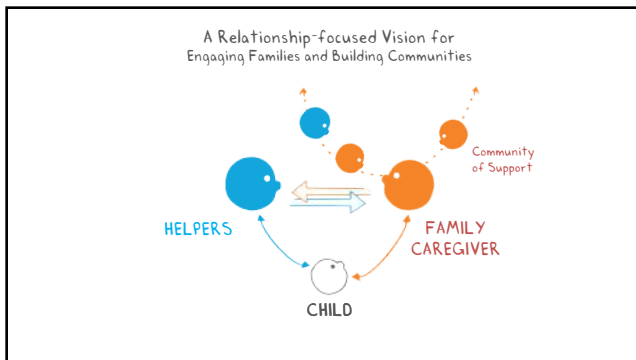 A Relationship-focused Vision for
Engaging Families and Building Communities
Community
of Support
HELPERS
FAMILY
CAREGIVER
CHILD